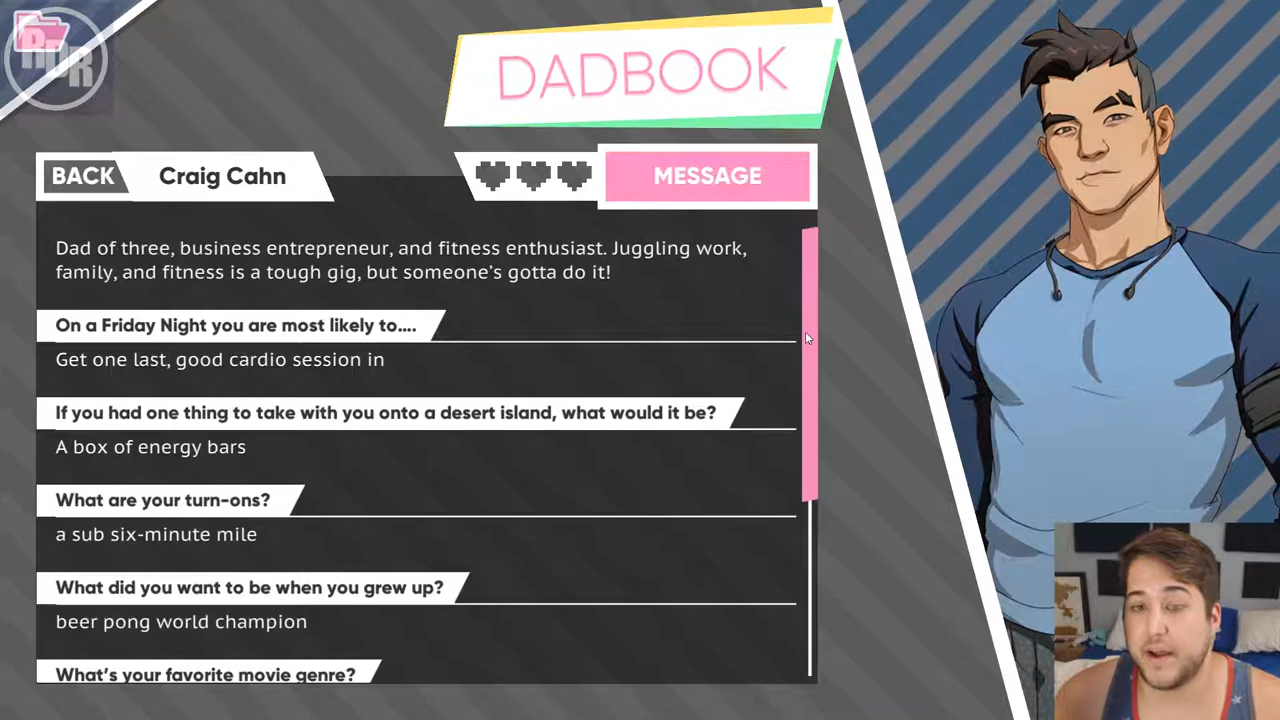 RDR
DADBOOK
BACK
Craig Cahn
MESSAGE
Dad of three, business entrepreneur, and fitness enthusiast. Juggling work,
family, and fitness is a tough gig, but someone's gotta do it!
On a Friday Night you are most likely to....
Get one last, good cardio session in
If you had one thing to take with you onto a desert island, what would it be?
A box of energy bars
What are your turn-ons?
a sub six-minute mile
What did you want to be when you grew up?
beer pong world champion
What's your favorite movie genre?